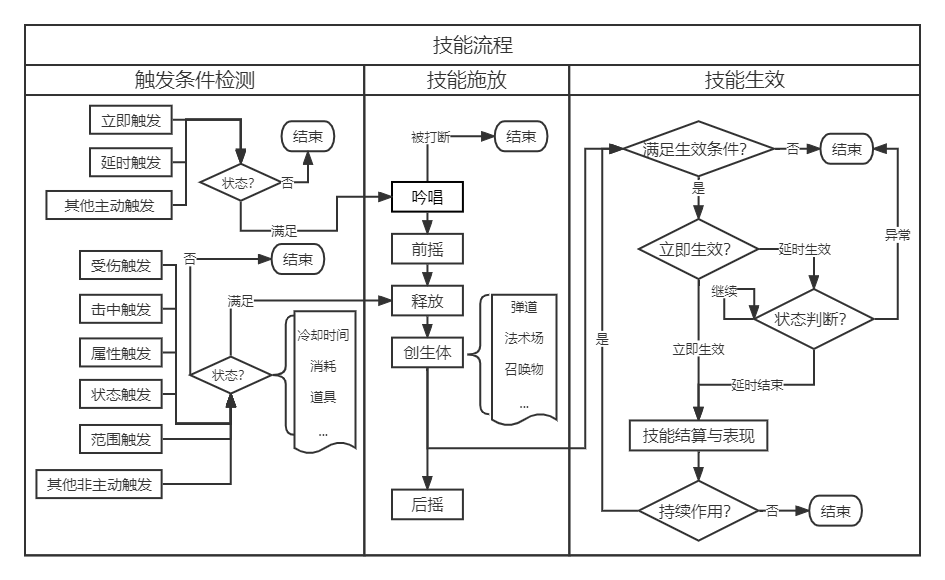 技能流程
触发条件检测
技能施放
技能生效
立即触发
延时触发
其他主动触发
状态?
否
结束
满足
受伤触发
击中触发
属性触发
状态触发
范围触发
其他非主动触发
否
结束
满足
状态?
冷却时间
消耗
道具
...
被打断
结束
吟唱
前摇
释放
创生体
弹道
法术场
召唤物
...
后摇
满足生效条件?
否
结束
是
立即生效?
延时生效
异常
继续
状态判断?
是
立即生效
延时结束
技能结算与表现
持续作用?
否
结束